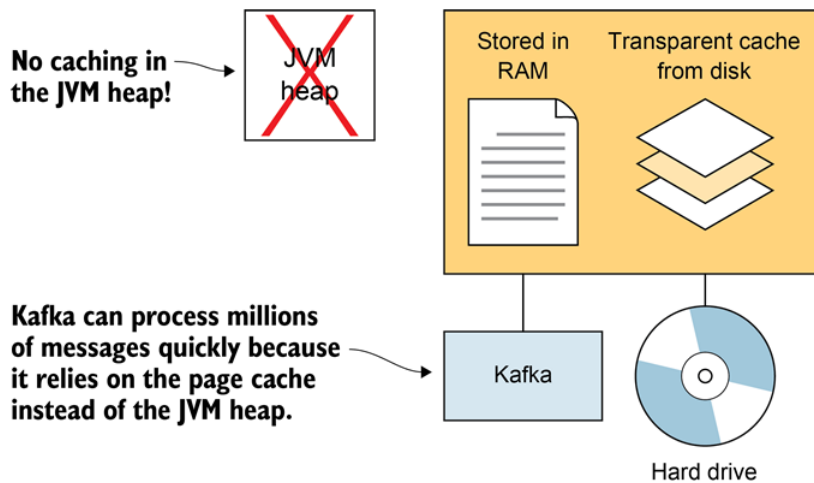 No caching in
the JVM heap!
JVM
heap
Stored in
RAM
Transparent cache
from disk
Kafka can process millions
of messages quickly because
it relies on the page cache
instead of the JVM heap.
Kafka
Hard drive